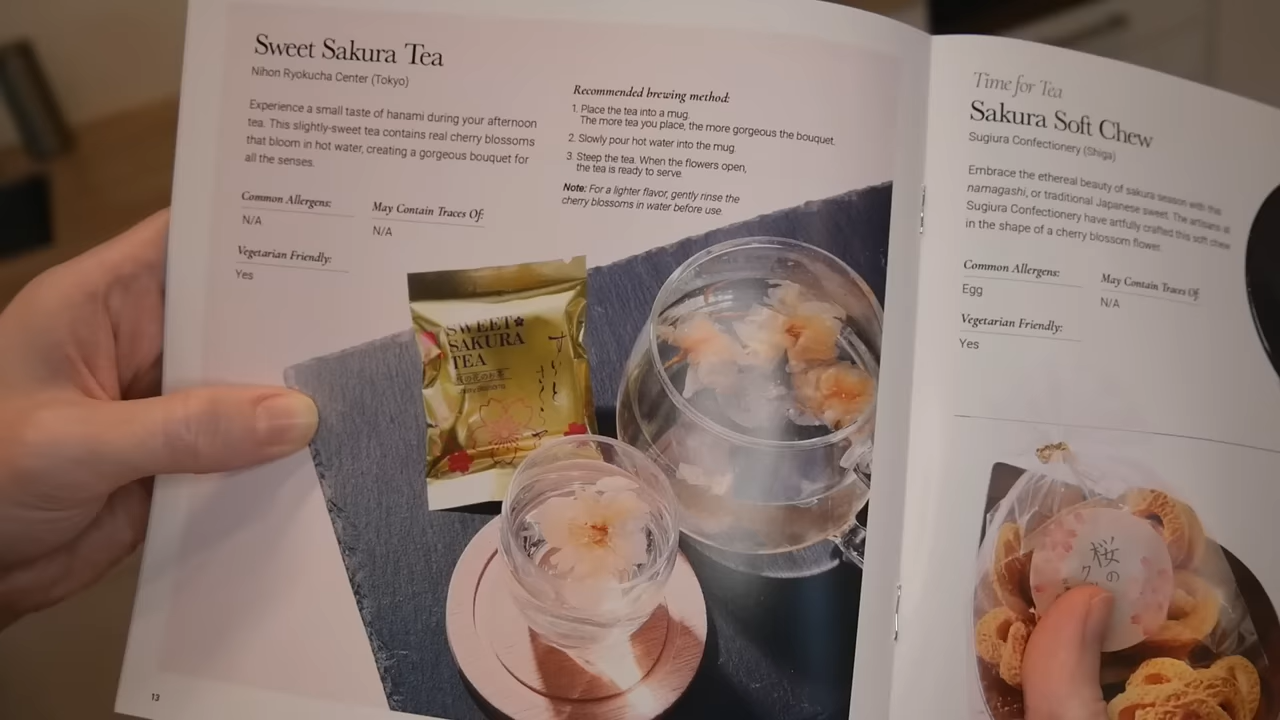 Sweet Sakura Tea
Nihon Ryokucha Center (Tokyo)
Experience a small taste of hanami during your afternoon
tea. This slightly-sweet tea contains real cherry blossoms
that bloom in hot water, creating a gorgeous bouquet for
all the senses.
Common Allergens:
N/A
May Contain Traces Of:
N/A
Vegetarian Friendly:
Yes
Recommended brewing method:
1. Place the tea into a mug.
The more tea you place, the more gorgeous the bouquet.
2. Slowly pour hot water into the mug.
3. Steep the tea. When the flowers open,
the tea is ready to serve.
Note: For a lighter flavor, gently rinse the
cherry blossoms in water before use.
SWEET
SAKURA
TEA
13
Time for Tea
Sakura Soft Chew
Sugiura Confectionery (Shiga)
Embrace the ethereal beauty of sakura season with this
namagashi, or traditional Japanese sweet. The artisans at
Sugiura Confectionery have artfully crafted this soft chew
in the shape of a cherry blossom flower.
Common Allergens:
Egg
May Contain Traces Of:
N/A
Vegetarian Friendly:
Yes
桜の